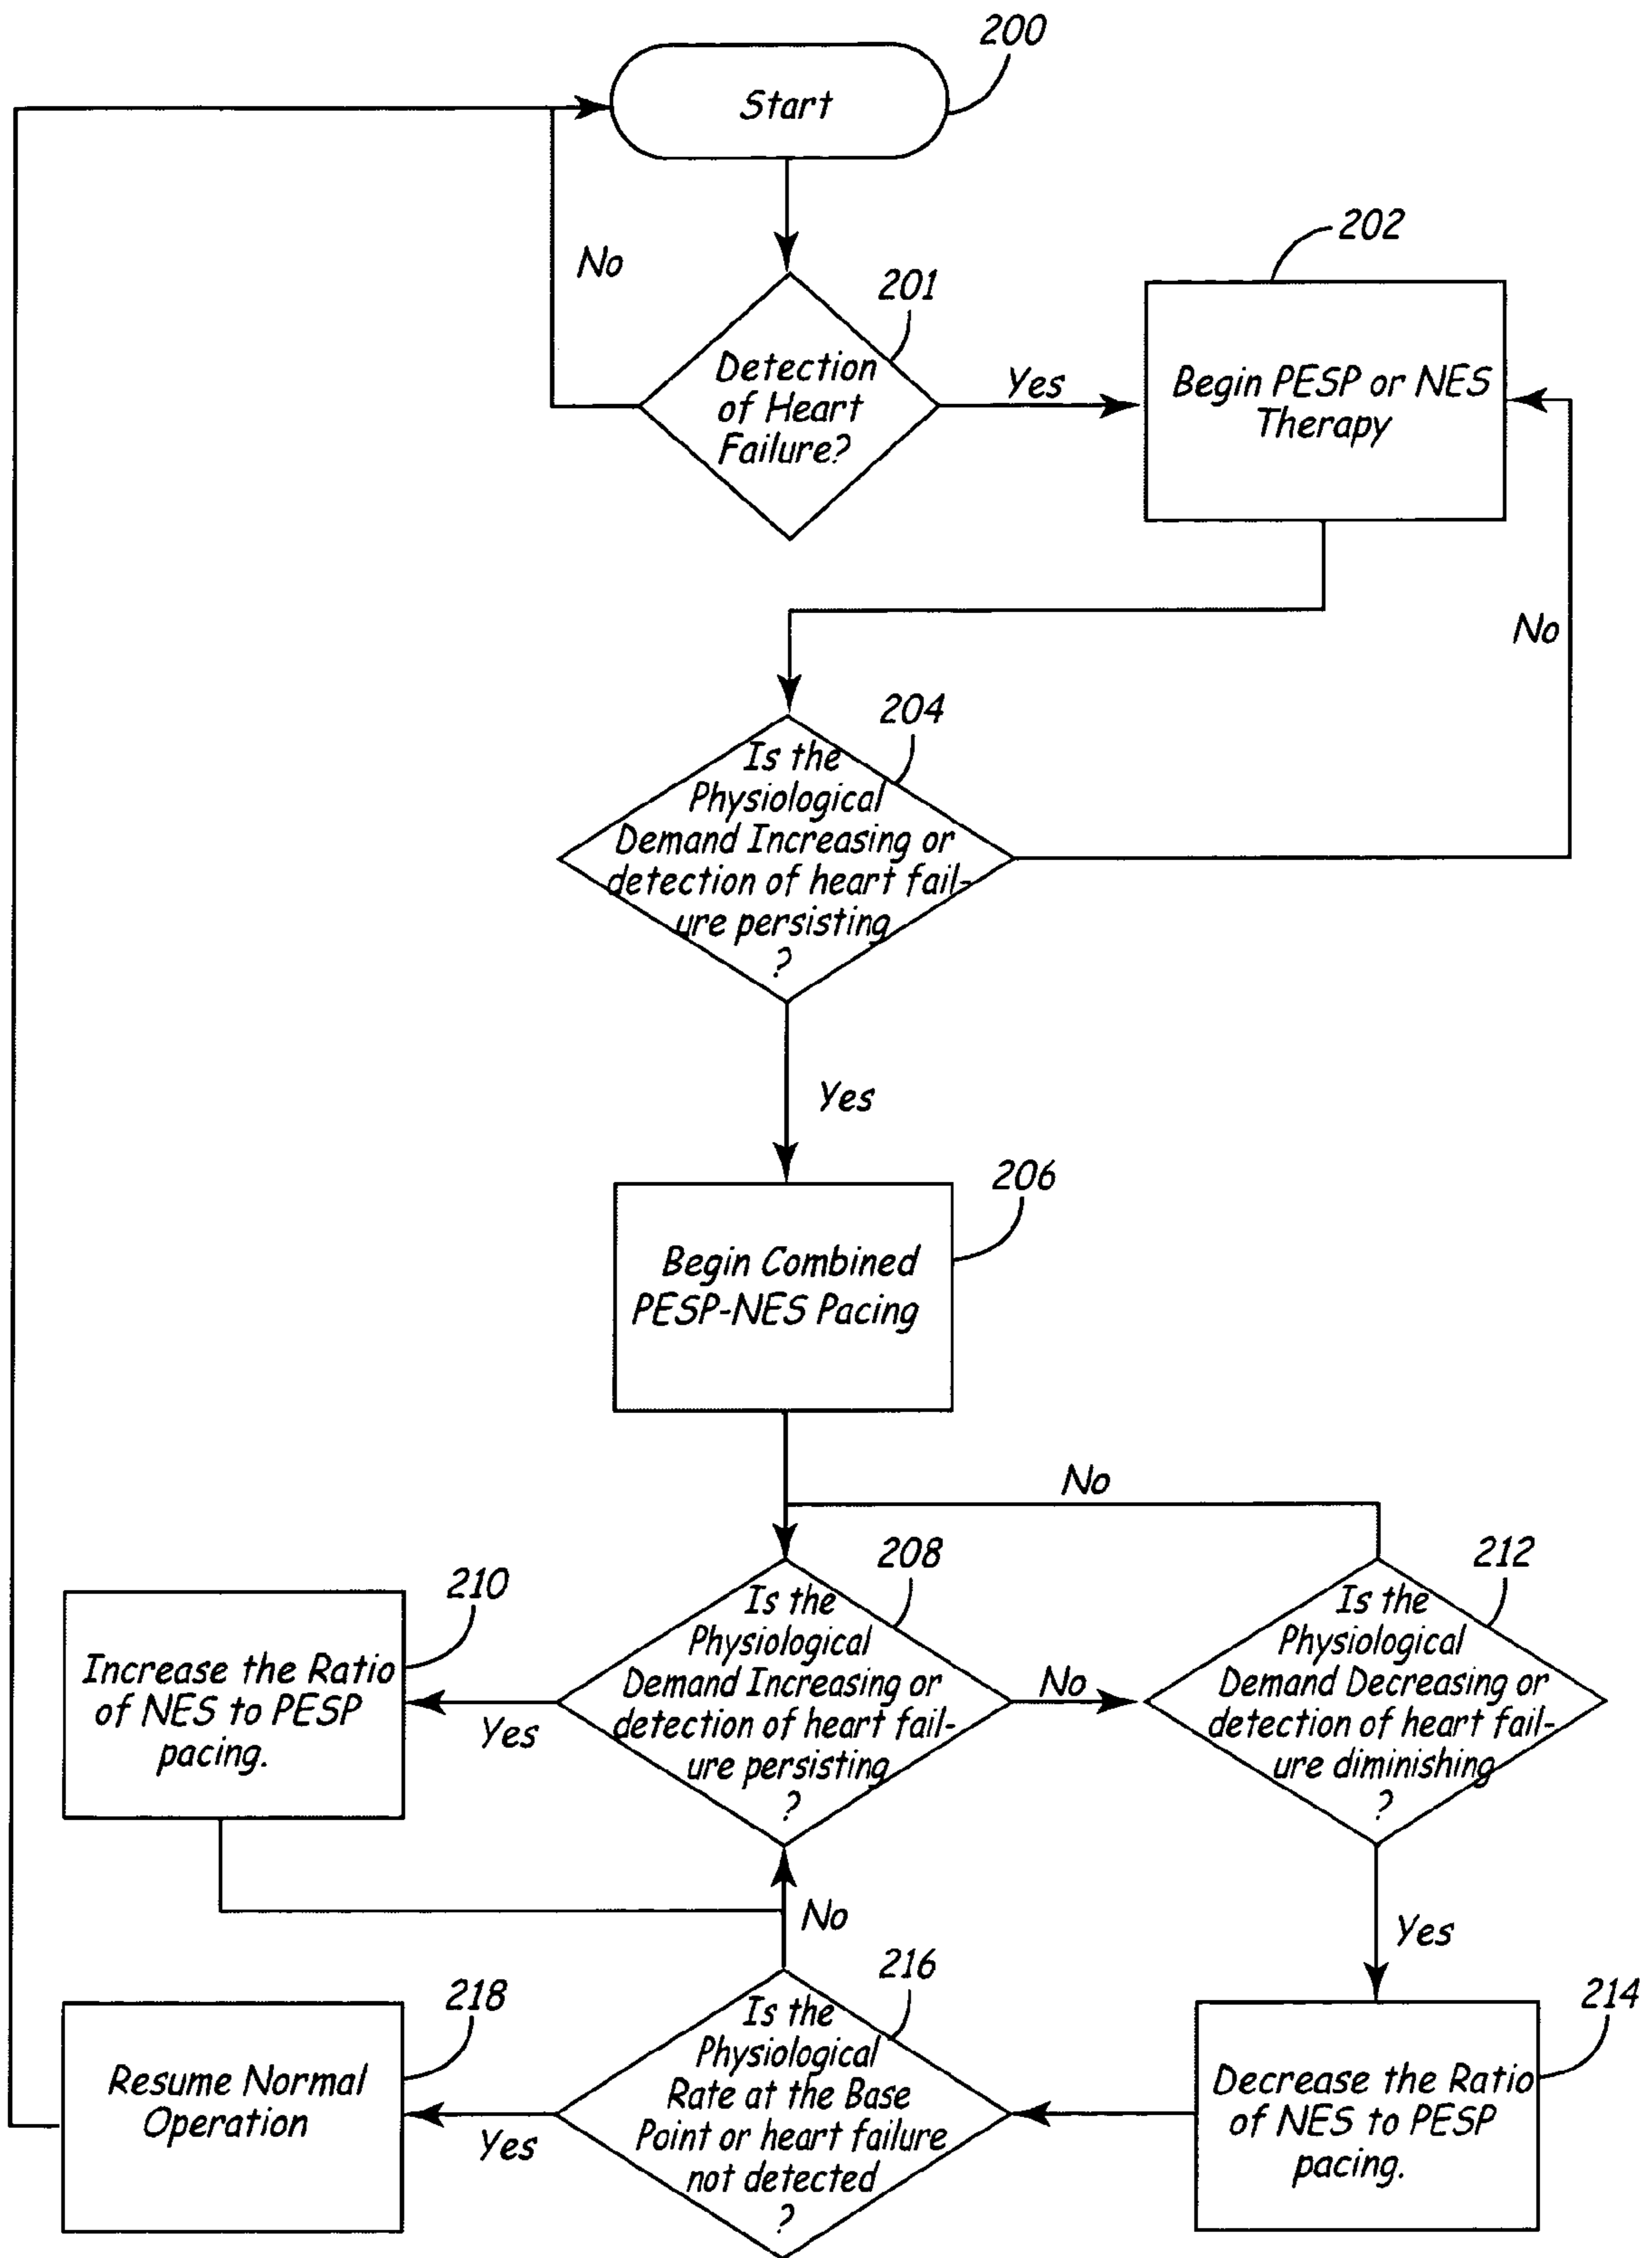 200
Start
No
201
202
Detection
of Heart
Failure?
Yes
Begin PESP or NES
Therapy
No
204
Is the
Physiological
Demand Increasing or
detection of heart fail-
ure persisting
?
Yes
206
Begin Combined
PESP-NES Pacing
No
208
212
210
Is the
Physiological
Demand Increasing or
detection of heart fail-
ure persisting
?
Is the
Physiological
Demand Decreasing or
detection of heart fail-
ure diminishing
?
Increase the Ratio
of NES to PESP
pacing.
Yes
No
No
Yes
216
218
214
Is the
Physiological
Rate at the Base
Point or heart failure
not detected
?
Resume Normal
Operation
Yes
Decrease the Ratio
of NES to PESP
pacing.